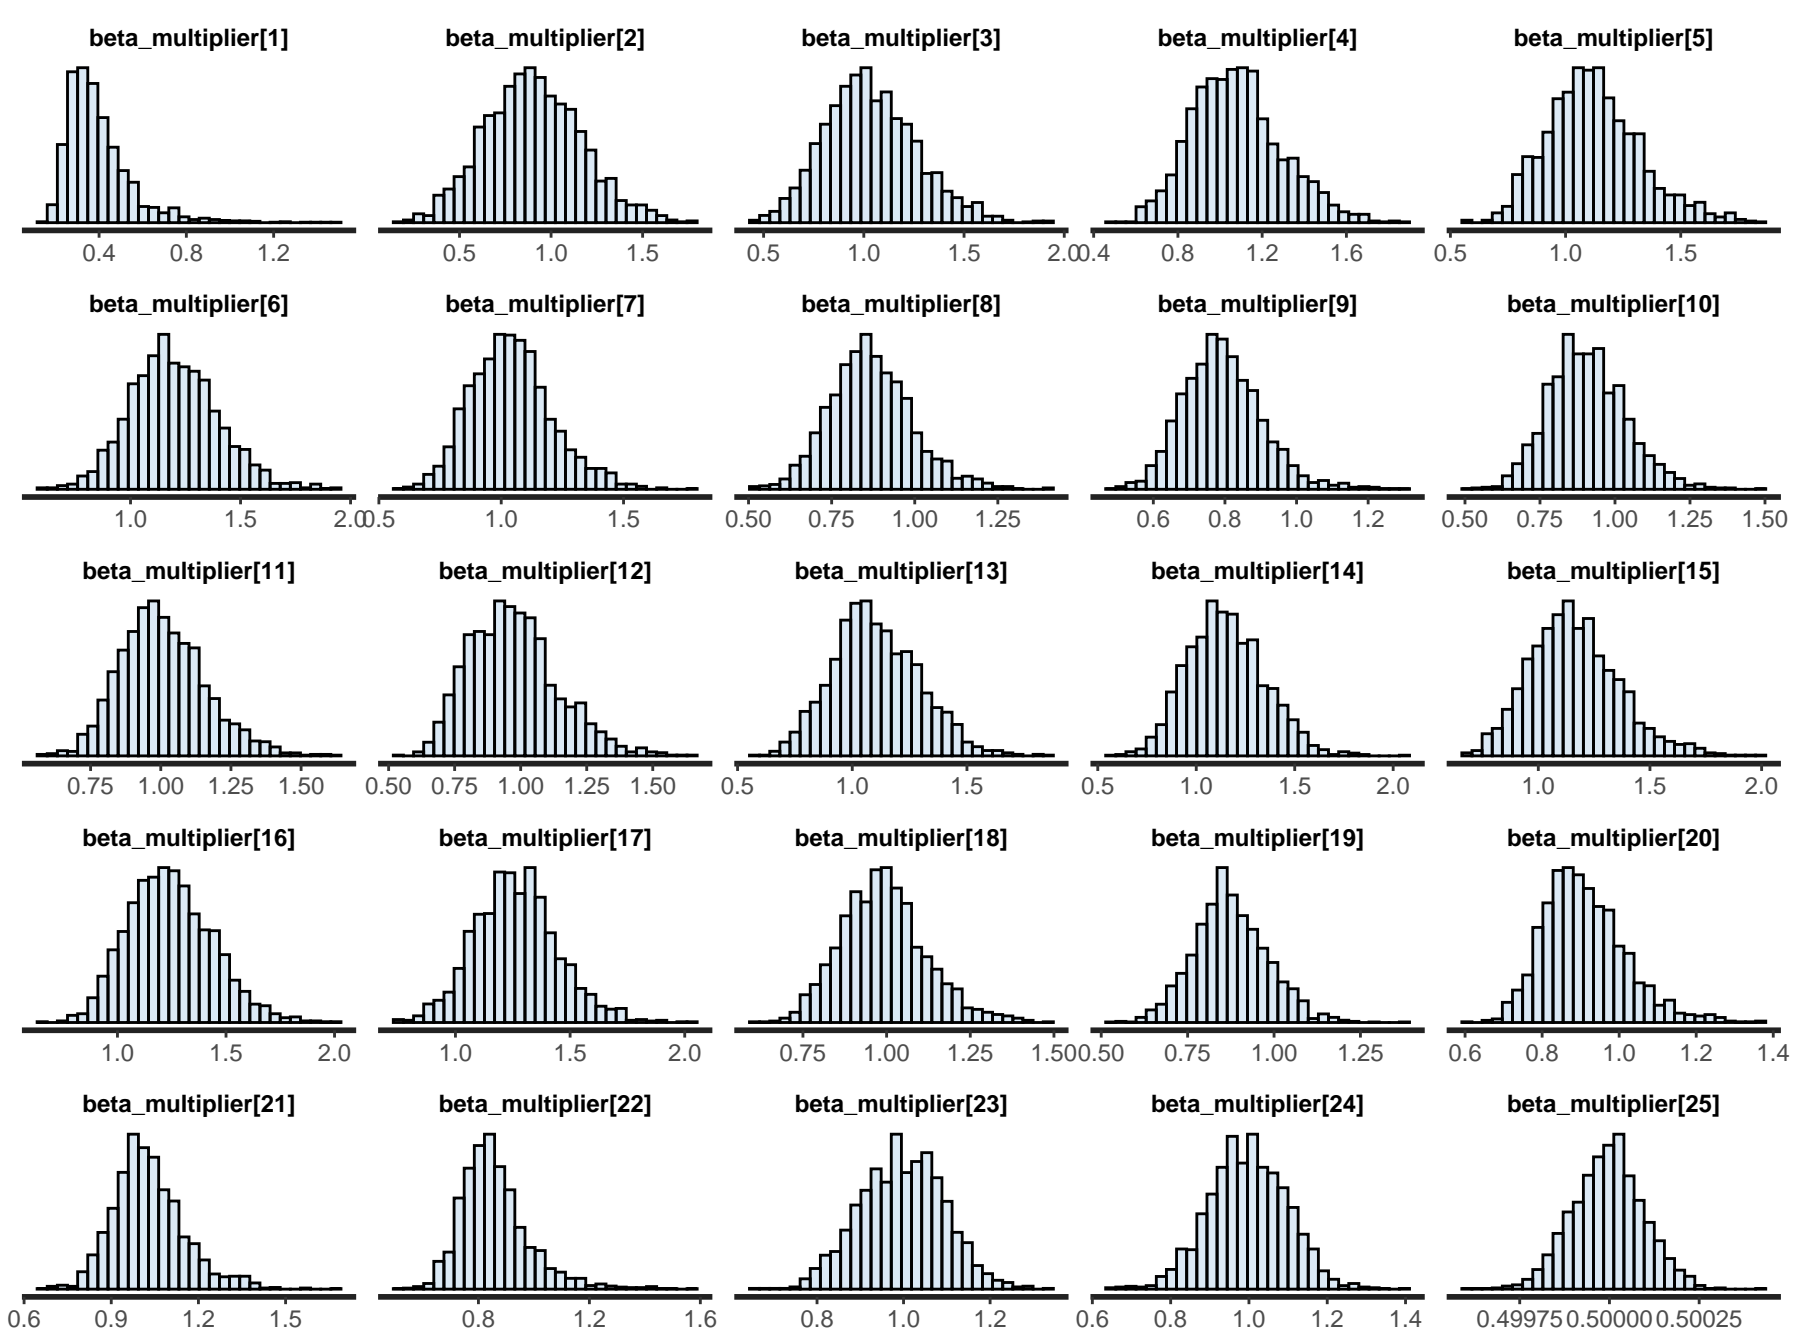 beta_multiplier[1] beta_multiplier[2] beta_multiplier[3] beta_multiplier[4] beta_multiplier[5]
0.4 0.8 1.2 0.5 1.0 1.5 0.5 1.0 1.5 2.0 0.4 0.8 1.2 1.6 0.5 1.0 1.5
beta_multiplier[6] beta_multiplier[7] beta_multiplier[8] beta_multiplier[9] beta_multiplier[10]
1.0 1.5 2.0 0.5 1.0 1.5 0.50 0.75 1.00 1.25 0.6 0.8 1.0 1.2 0.50 0.75 1.00 1.25 1.50
beta_multiplier[11] beta_multiplier[12] beta_multiplier[13] beta_multiplier[14] beta_multiplier[15]
0.75 1.00 1.25 1.50 0.50 0.75 1.00 1.25 1.50 0.5 1.0 1.5 0.5 1.0 1.5 2.0 1.0 1.5 2.0
beta_multiplier[16] beta_multiplier[17] beta_multiplier[18] beta_multiplier[19] beta_multiplier[20]
1.0 1.5 2.0 1.0 1.5 2.0 0.75 1.00 1.25 1.50 0.50 0.75 1.00 1.25 0.6 0.8 1.0 1.2 1.4
beta_multiplier[21] beta_multiplier[22] beta_multiplier[23] beta_multiplier[24] beta_multiplier[25]
0.6 0.9 1.2 1.5 0.8 1.2 1.6 0.8 1.0 1.2 0.6 0.8 1.0 1.2 1.4 0.49975 0.50000 0.50025